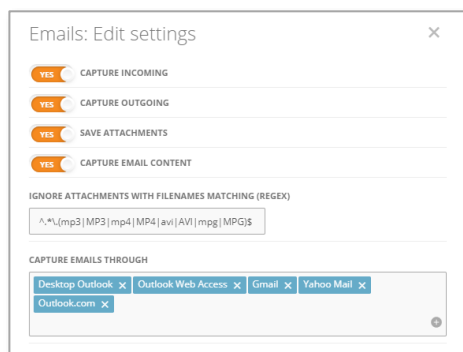 Emails: Edit settings ×
YES CAPTURE INCOMING
YES CAPTURE OUTGOING
YES SAVE ATTACHMENTS
YES CAPTURE EMAIL CONTENT
IGNORE ATTACHMENTS WITH FILENAMES MATCHING (REGEX)
^.*\.(mp3|MP3|mp4|MP4|avi|AVI|mpg|MPG)$
CAPTURE EMAILS THROUGH
Desktop Outlook × Outlook Web Access × Gmail × Yahoo Mail ×
Outlook.com ×